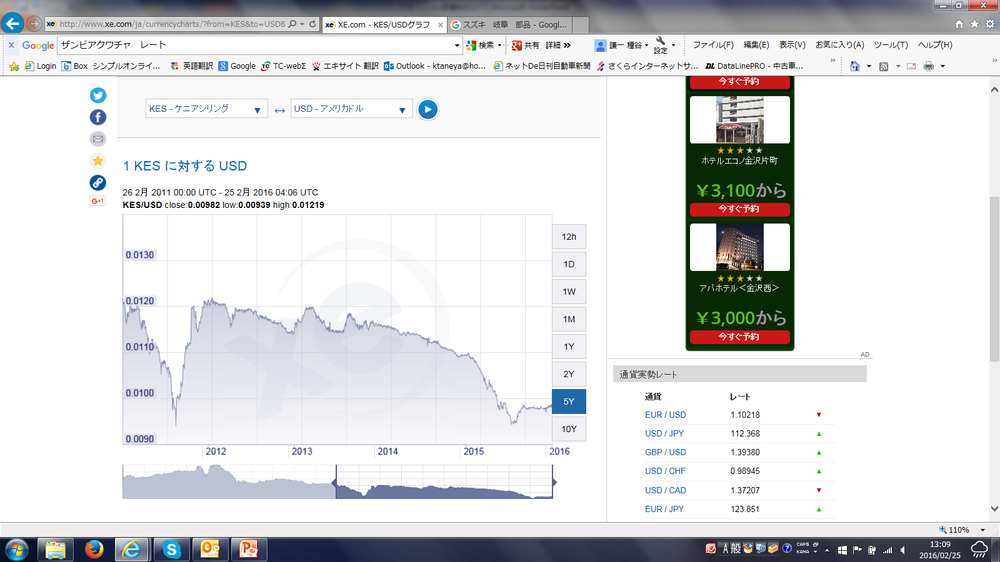 http://www.xe.com/ja/currencycharts/?from=KES&to=USD&
XE.com - KES/USDグラフ
スズキ 岐阜 部品 - Googl...
Google
ザンビアクワチャ レート
検索
共有
詳細 »
謙一 種谷
設定
ファイル(F)
編集(E)
表示(V)
お気に入り(A)
ツール(T)
ヘルプ(H)
Login
Box シンプルオンライ...
英語翻訳
Google
TC-webΣ
エキサイト 翻訳
Outlook - ktaneya@ho...
ネットDe日刊自動車新聞
さくらインターネットサ...
DataLinePRO - 中古車...
KES - ケニアシリング
USD - アメリカドル
1 KES に対する USD
26 2月 2011 00:00 UTC - 25 2月 2016 04:06 UTC
KES/USD close:0.00982 low:0.00939 high:0.01219
0.0130
0.0120
0.0110
0.0100
0.0090
2012
2013
2014
2015
2016
xe
12h
1D
1W
1M
1Y
2Y
5Y
10Y
G+1
今すぐ予約
ホテルエコノ金沢片町
¥3,100から
今すぐ予約
アパホテル<金沢西>
¥3,000から
今すぐ予約
AD
通貨実勢レート
通貨 レート
EUR / USD 1.10218
USD / JPY 112.368
GBP / USD 1.39380
USD / CHF 0.98945
USD / CAD 1.37207
EUR / JPY 123.851
110%
A 般
CAPS
KANA
13:09
2016/02/25